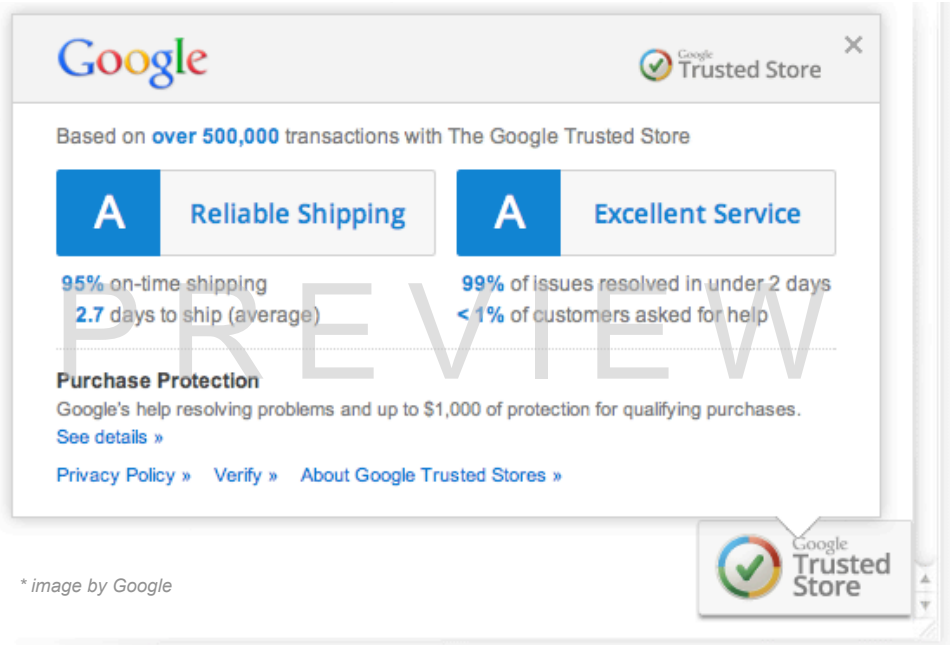 Google
Google
Trusted Store
Based on over 500,000 transactions with The Google Trusted Store
A Reliable Shipping
A Excellent Service
95% on-time shipping
2.7 days to ship (average)
99% of issues resolved in under 2 days
< 1% of customers asked for help
PREVIEW
Purchase Protection
Google's help resolving problems and up to $1,000 of protection for qualifying purchases.
See details »
Privacy Policy » Verify » About Google Trusted Stores »
Google
Trusted
Store
* image by Google